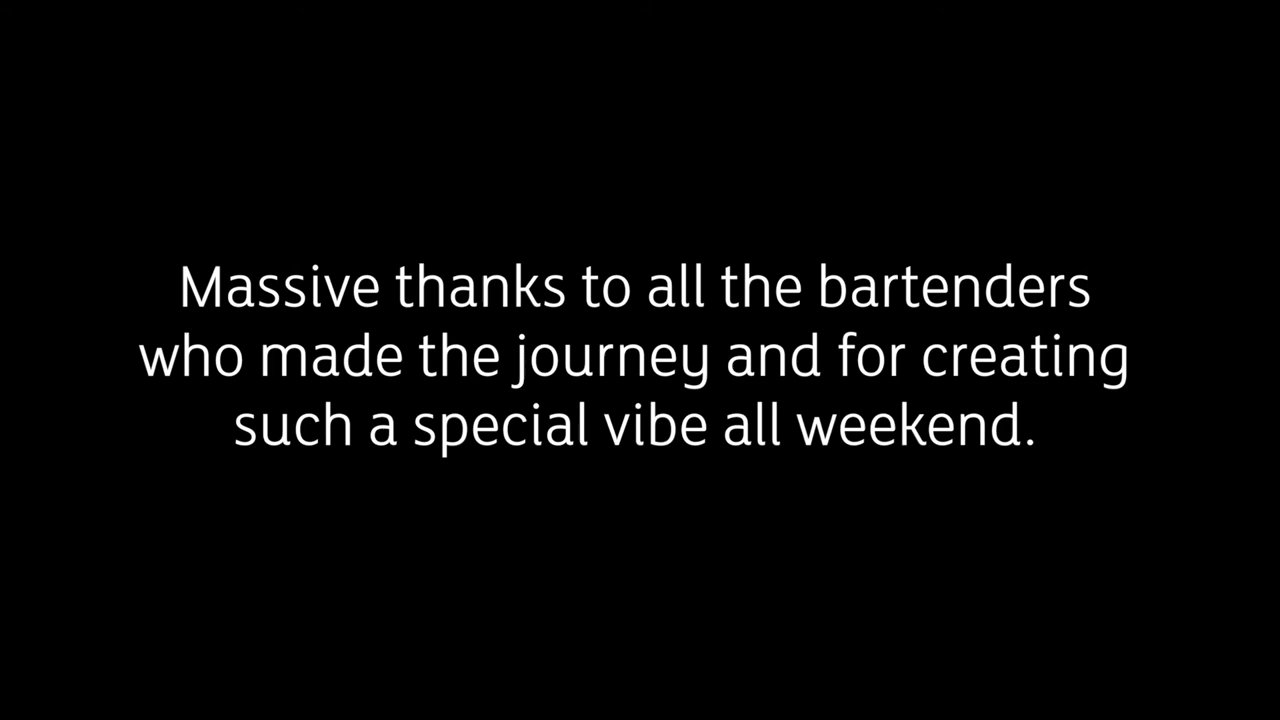 Massive thanks to all the bartenders
who made the journey and for creating
such a special vibe all weekend.